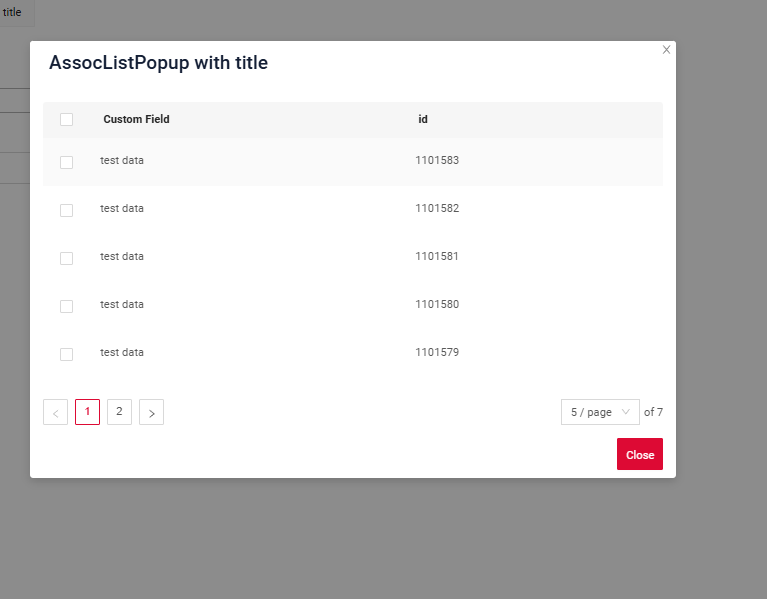 title
AssocListPopup with title
Custom Field id
test data 1101583
test data 1101582
test data 1101581
test data 1101580
test data 1101579
< 1 2 > 5 / page of 7
Close